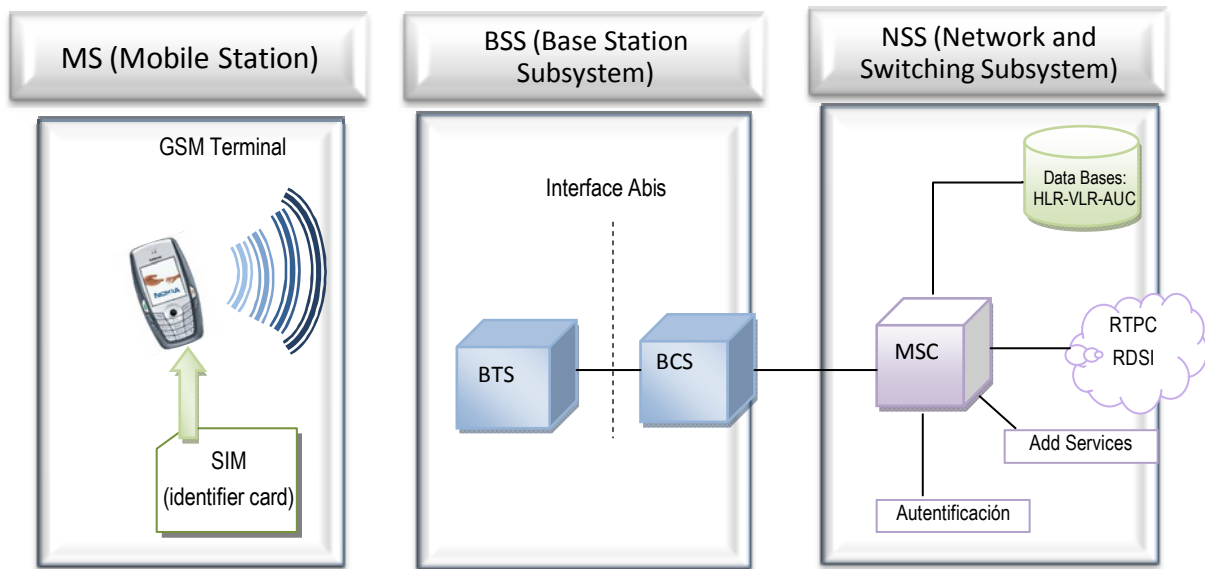 MS (Mobile Station)
BSS (Base Station
Subsystem)
NSS (Network and
Switching Subsystem)
GSM Terminal
NOKIA
SIM
(identifier card)
Interface Abis
BTS
BCS
Data Bases:
HLR-VLR-AUC
MSC
RTPC
RDSI
Add Services
Autentificación